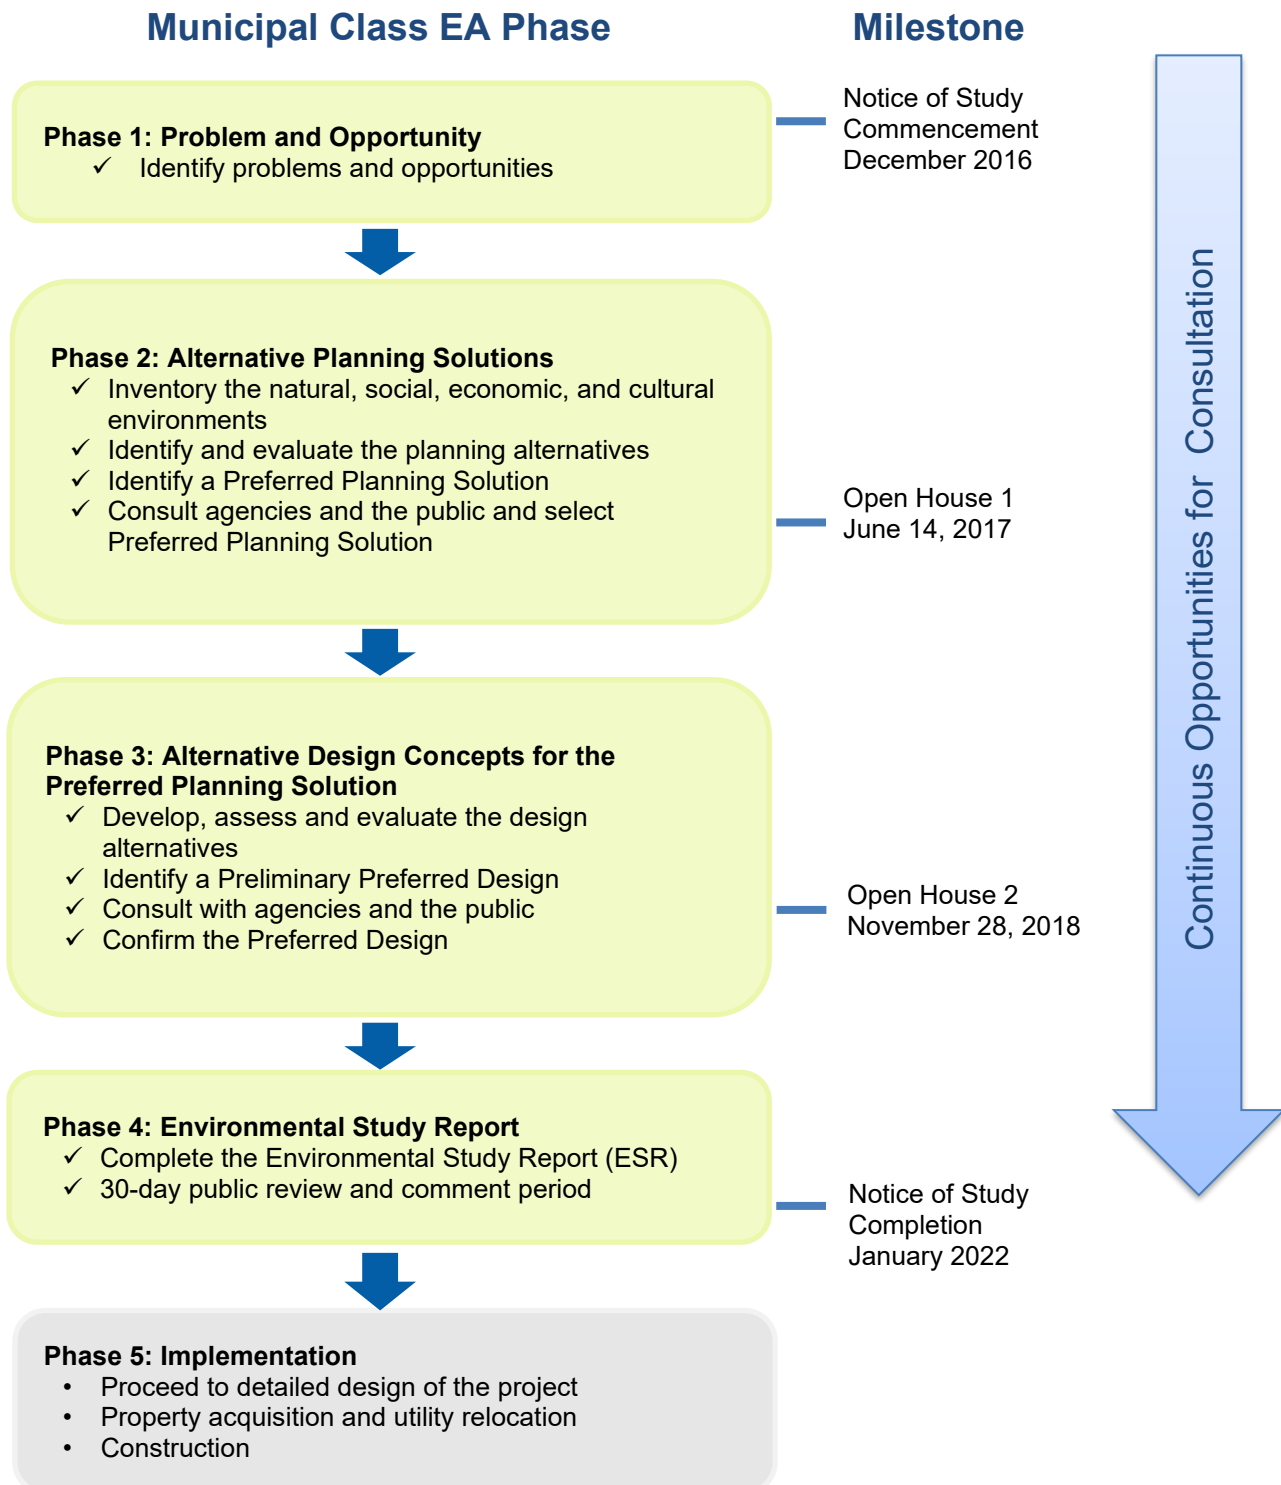 Municipal Class EA Phase
Milestone
Phase 1: Problem and Opportunity
✓ Identify problems and opportunities
Notice of Study
Commencement
December 2016
Phase 2: Alternative Planning Solutions
✓ Inventory the natural, social, economic, and cultural
environments
✓ Identify and evaluate the planning alternatives
✓ Identify a Preferred Planning Solution
✓ Consult agencies and the public and select
Preferred Planning Solution
Open House 1
June 14, 2017
Phase 3: Alternative Design Concepts for the
Preferred Planning Solution
✓ Develop, assess and evaluate the design
alternatives
✓ Identify a Preliminary Preferred Design
✓ Consult with agencies and the public
✓ Confirm the Preferred Design
Open House 2
November 28, 2018
Phase 4: Environmental Study Report
✓ Complete the Environmental Study Report (ESR)
✓ 30-day public review and comment period
Notice of Study
Completion
January 2022
Phase 5: Implementation
• Proceed to detailed design of the project
• Property acquisition and utility relocation
• Construction
Continuous Opportunities for Consultation